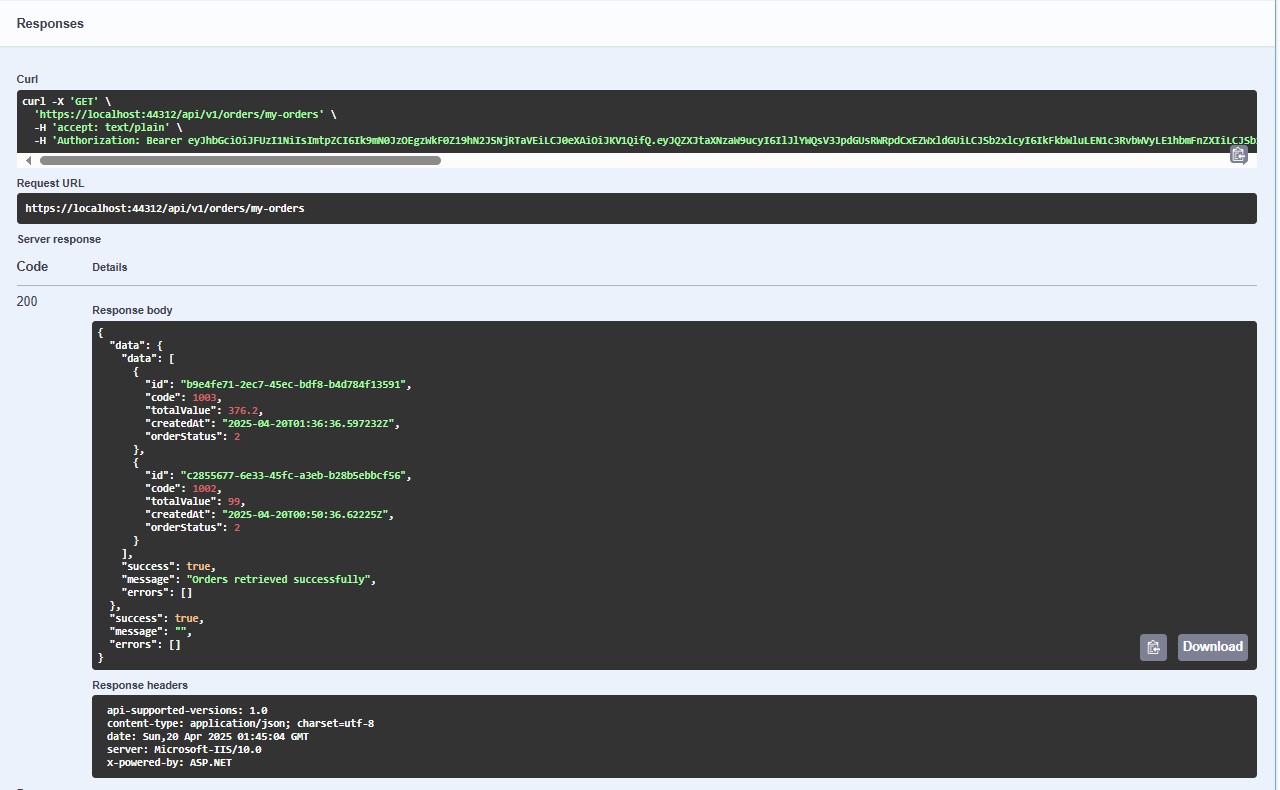 Responses
Curl
curl -X 'GET' \
  'https://localhost:44312/api/v1/orders/my-orders' \
  -H 'accept: text/plain' \
  -H 'Authorization: Bearer
Request URL
https://localhost:44312/api/v1/orders/my-orders
Server response
Code Details
200
Response body
{
  "data": {
    "data": [
      {
        "id": "b9e4fe71-2ec7-45ec-bdf8-b4d784f13591",
        "code": 1003,
        "totalValue": 376.2,
        "createdAt": "2025-04-20T01:36:36.597232Z",
        "orderStatus": 2
      },
      {
        "id": "c2855677-6e33-45fc-a3eb-b28b5ebbcf56",
        "code": 1002,
        "totalValue": 99,
        "createdAt": "2025-04-20T00:50:36.62225Z",
        "orderStatus": 2
      }
    ],
    "success": true,
    "message": "Orders retrieved successfully",
    "errors": []
  },
  "success": true,
  "message": "",
  "errors": []
}
Download
Response headers
api-supported-versions: 1.0
content-type: application/json; charset=utf-8
date: Sun,20 Apr 2025 01:45:04 GMT
server: Microsoft-IIS/10.0
x-powered-by: ASP.NET